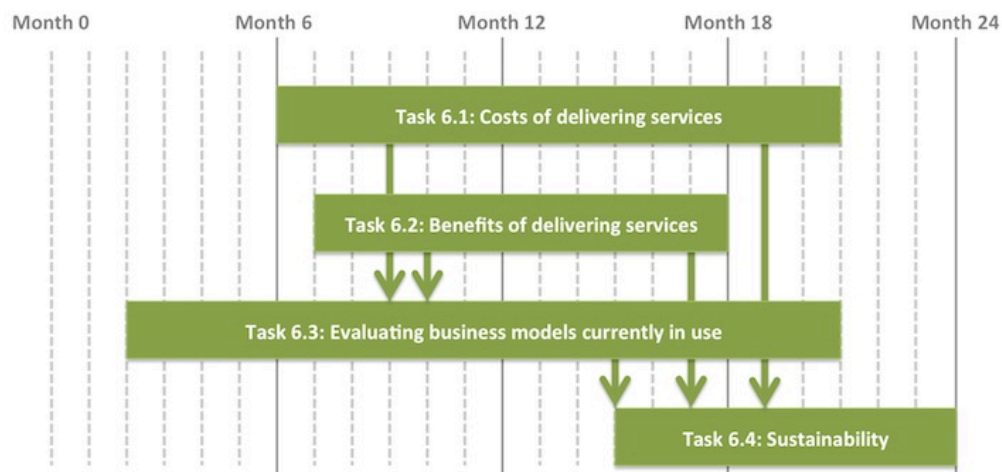 Month 0 Month 6 Month 12 Month 18 Month 24
Task 6.1: Costs of delivering services
Task 6.2: Benefits of delivering services
Task 6.3: Evaluating business models currently in use
Task 6.4: Sustainability